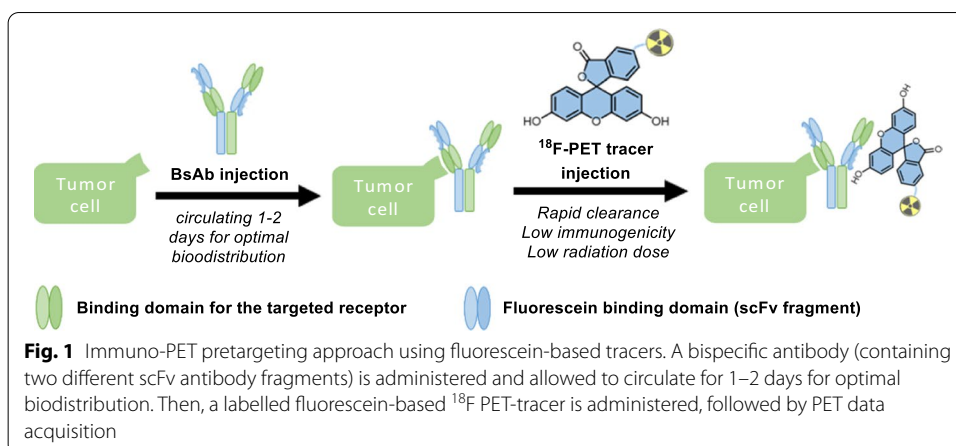 O
O
HO
O
OH
BsAb injection
circulating 1-2
days for optimal
bioodistribution
¹⁸F-PET tracer
injection
Rapid clearance
Low immunogenicity
Low radiation dose
Tumor
cell
Tumor
cell
Tumor
cell
OH
O
O
O
HO
Binding domain for the targeted receptor
Fluorescein binding domain (scFv fragment)
Fig. 1 Immuno-PET pretargeting approach using fluorescein-based tracers. A bispecific antibody (containing
two different scFv antibody fragments) is administered and allowed to circulate for 1–2 days for optimal
biodistribution. Then, a labelled fluorescein-based ¹⁸F PET-tracer is administered, followed by PET data
acquisition